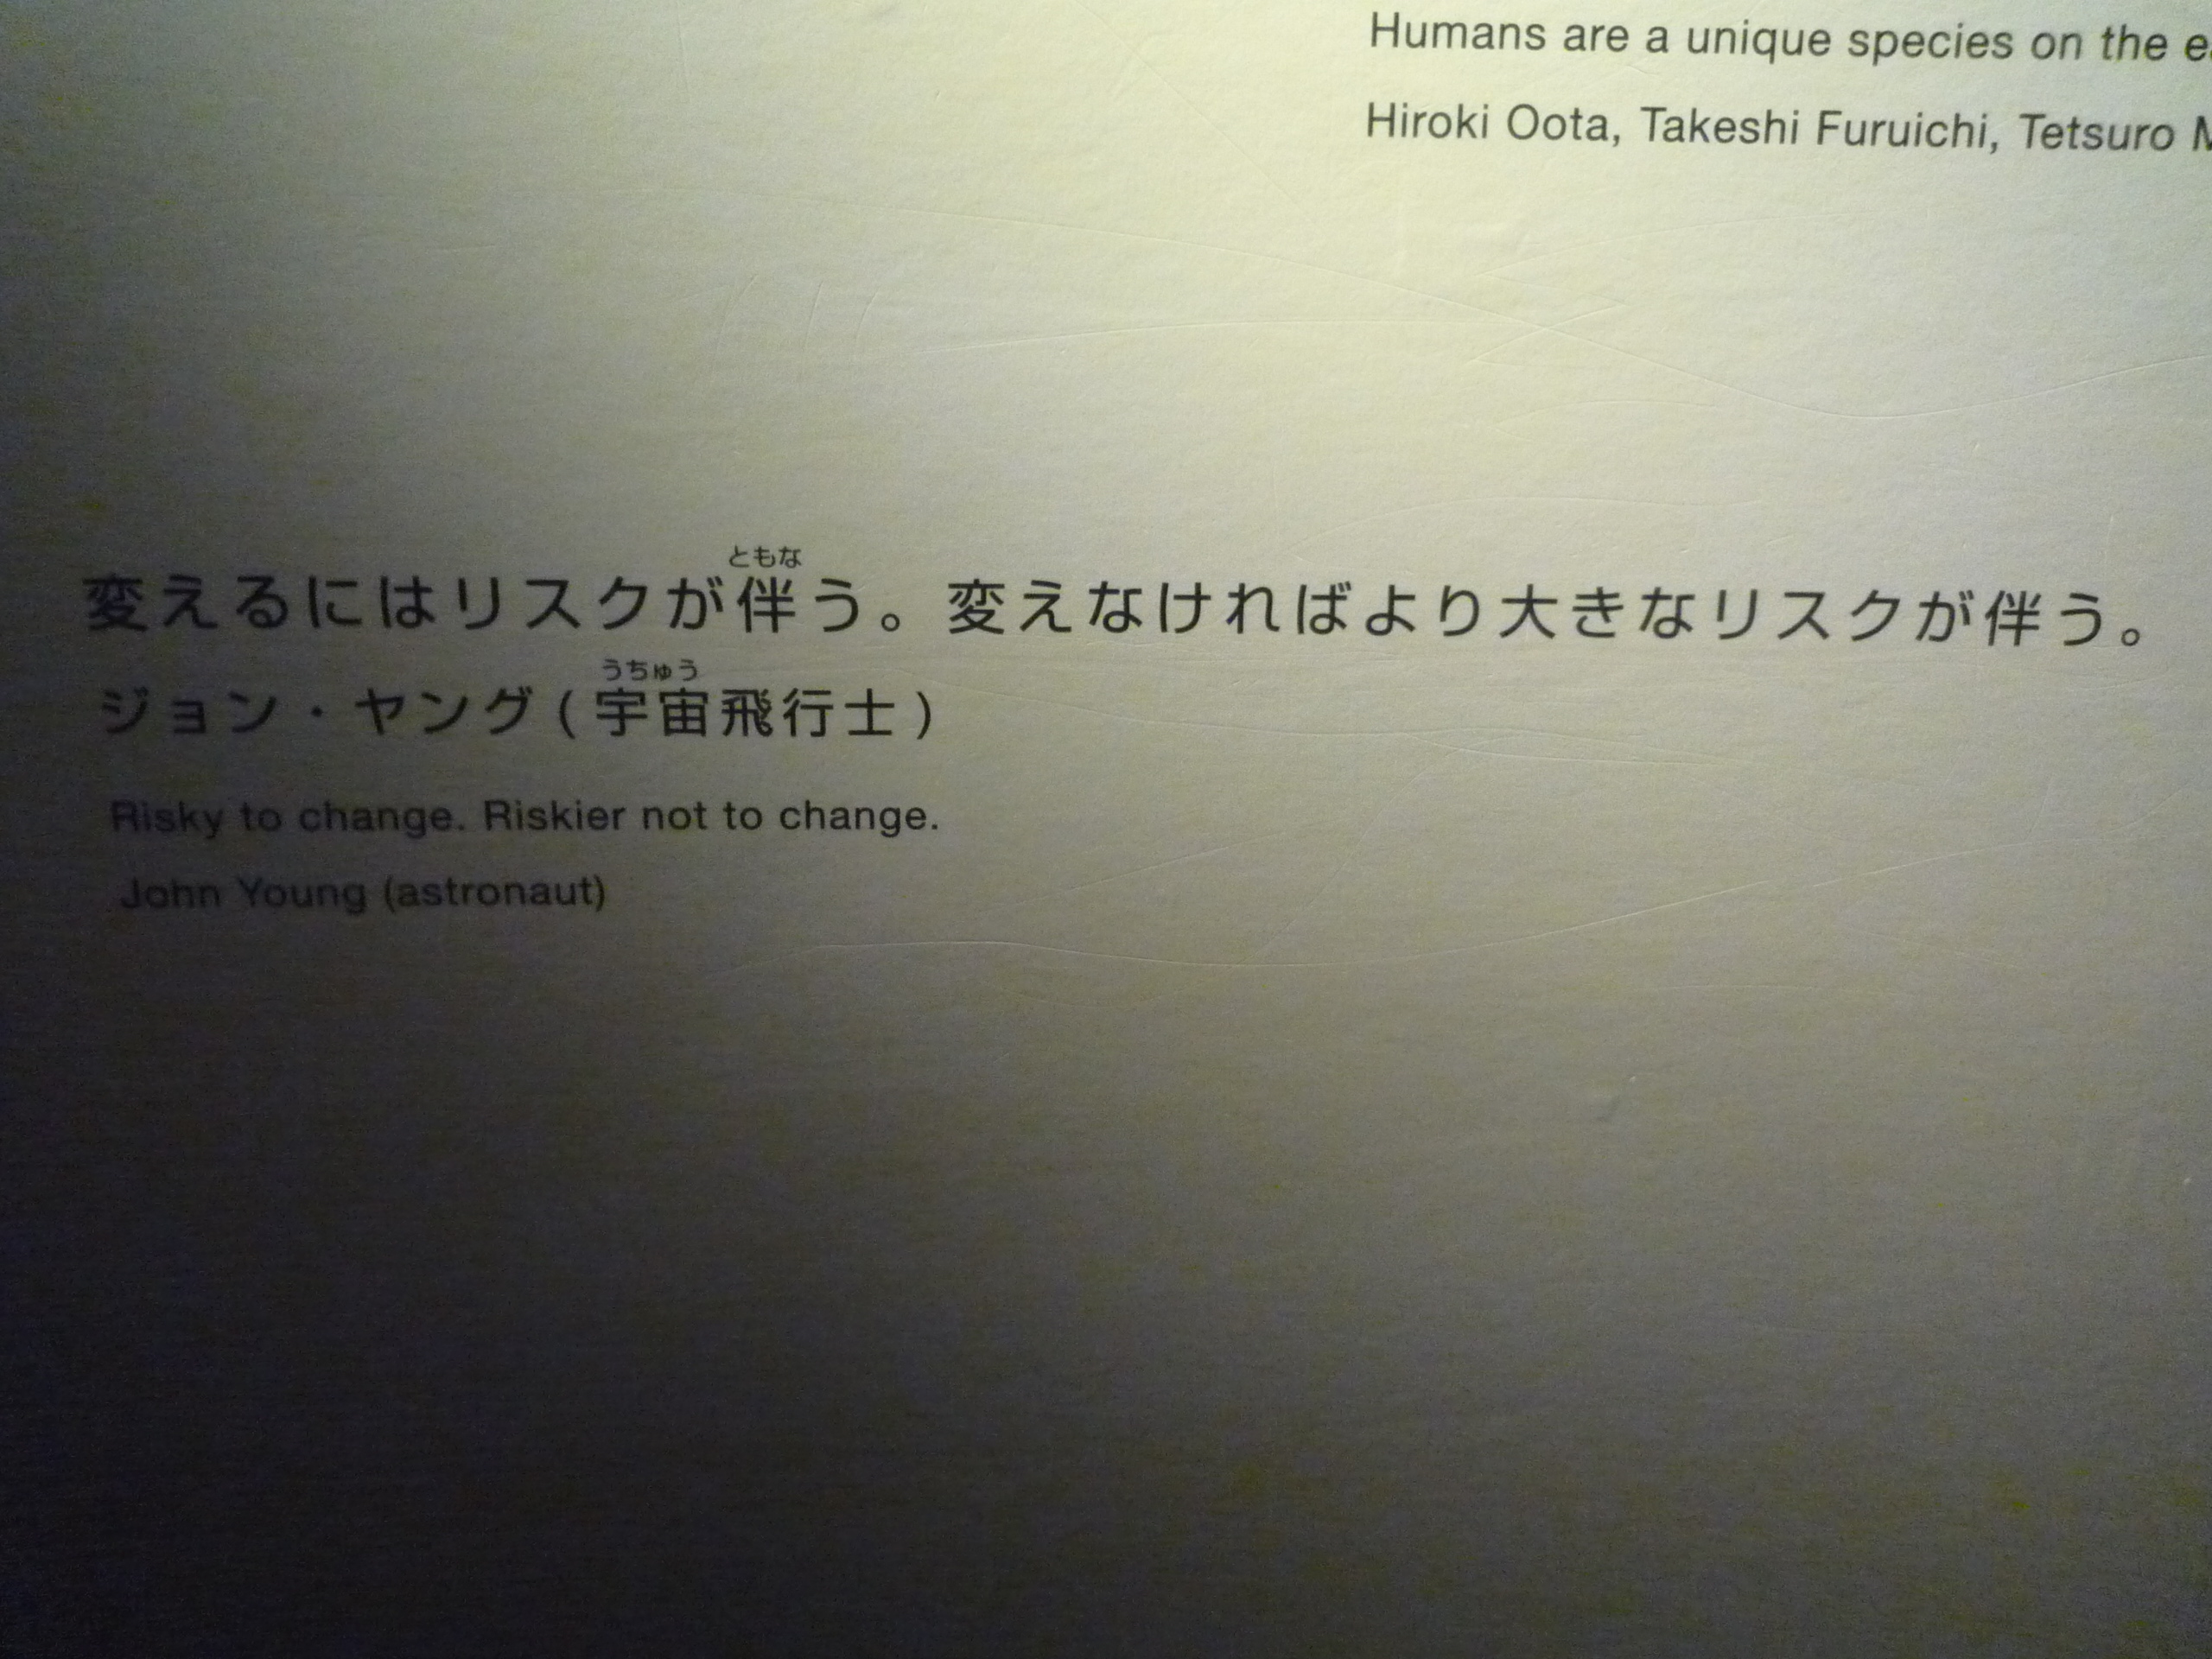 Humans are a unique species on the
Hiroki Oota, Takeshi Furuichi, Tetsuro
ともな
変えるにはリスクが伴う。変えなければより大きなリスクが伴う。
うちゅう
ジョン・ヤング(宇宙飛行士)
Risky to change. Riskier not to change.
John Young (astronaut)